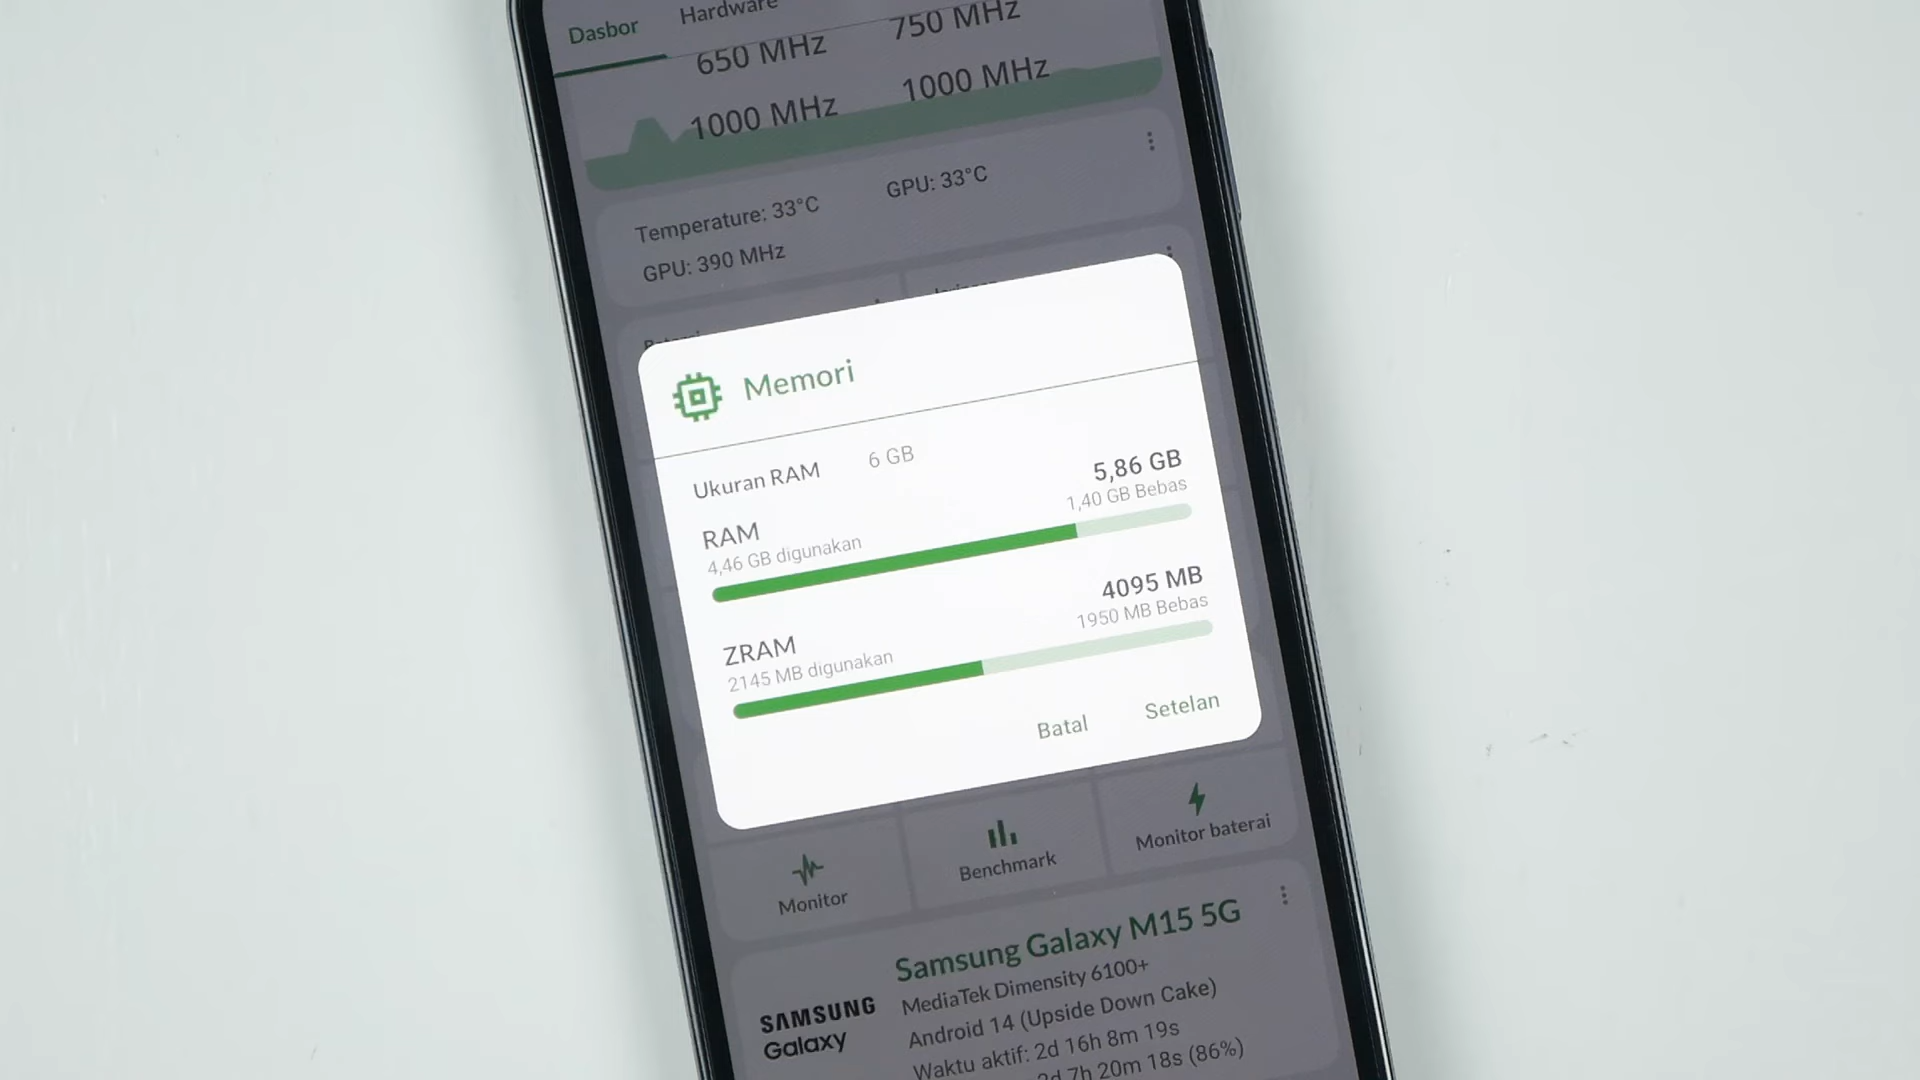 Dasbor Hardware
650 MHz 750 MHz
1000 MHz 1000 MHz
Temperature: 33°C GPU: 33°C
GPU: 390 MHz
Memori
Ukuran RAM 6 GB
5,86 GB
RAM 1,40 GB Bebas
4,46 GB digunakan
4095 MB
ZRAM 1950 MB Bebas
2145 MB digunakan
Batal Setelan
Monitor Benchmark Monitor baterai
Samsung Galaxy M15 5G
MediaTek Dimensity 6100+
SAMSUNG
Galaxy
Android 14 (Upside Down Cake)
Waktu aktif: 2d 16h 8m 19s
2d 7h 20m 18s (86%)